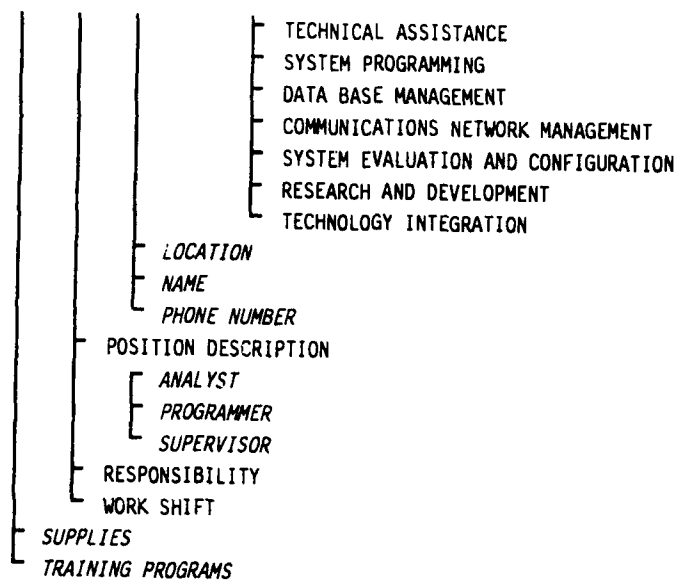 TECHNICAL ASSISTANCE
SYSTEM PROGRAMMING
DATA BASE MANAGEMENT
COMMUNICATIONS NETWORK MANAGEMENT
SYSTEM EVALUATION AND CONFIGURATION
RESEARCH AND DEVELOPMENT
TECHNOLOGY INTEGRATION
LOCATION
NAME
PHONE NUMBER
POSITION DESCRIPTION
ANALYST
PROGRAMMER
SUPERVISOR
RESPONSIBILITY
WORK SHIFT
SUPPLIES
TRAINING PROGRAMS